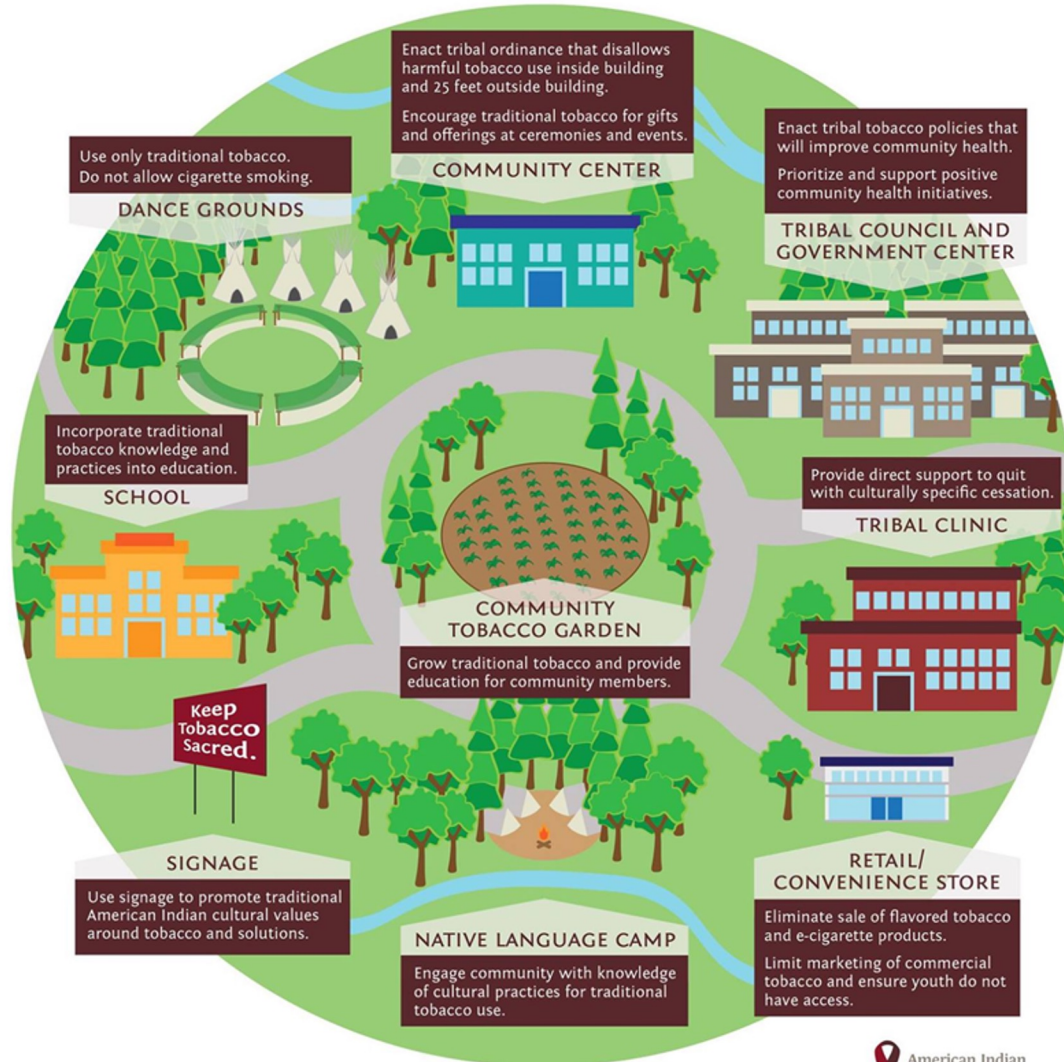 Enact tribal ordinance that disallows
harmful tobacco use inside building
and 25 feet outside building.
Encourage traditional tobacco for gifts
and offerings at ceremonies and events.
COMMUNITY CENTER
Use only traditional tobacco.
Do not allow cigarette smoking.
DANCE GROUNDS
Enact tribal tobacco policies that
will improve community health.
Prioritize and support positive
community health initiatives.
TRIBAL COUNCIL AND
GOVERNMENT CENTER
Incorporate traditional
tobacco knowledge and
practices into education.
SCHOOL
Provide direct support to quit
with culturally specific cessation.
TRIBAL CLINIC
COMMUNITY
TOBACCO GARDEN
Grow traditional tobacco and provide
education for community members.
Keep
Tobacco
Sacred.
SIGNAGE
Use signage to promote traditional
American Indian cultural values
around tobacco and solutions.
NATIVE LANGUAGE CAMP
Engage community with knowledge
of cultural practices for traditional
tobacco use.
RETAIL/
CONVENIENCE STORE
Eliminate sale of flavored tobacco
and e-cigarette products.
Limit marketing of commercial
tobacco and ensure youth do not
have access.
American Indian